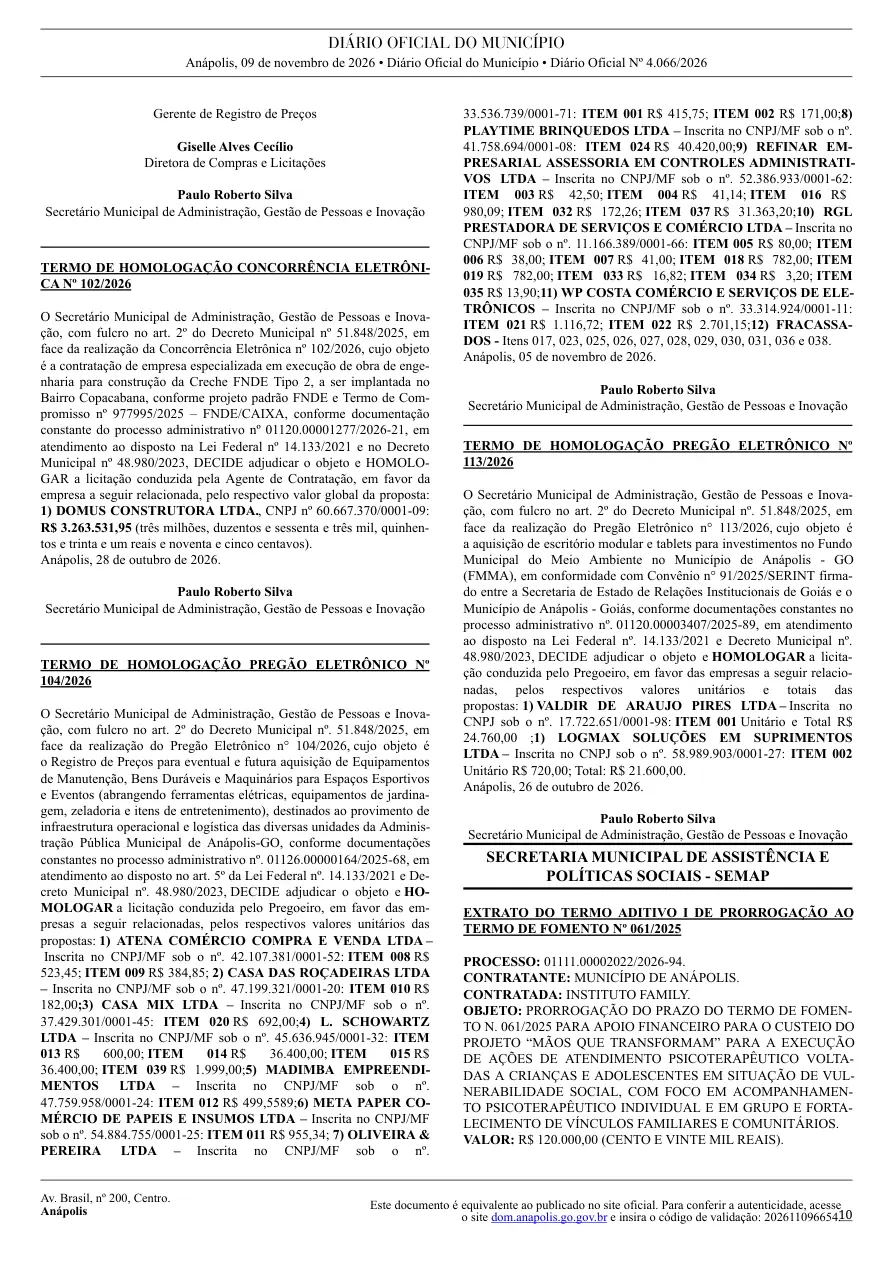 DIÁRIO OFICIAL DO MUNICÍPIO
Anápolis, 09 de novembro de 2026 • Diário Oficial do Município • Diário Oficial Nº 4.066/2026
Gerente de Registro de Preços
Giselle Alves Cecílio
Diretora de Compras e Licitações
Paulo Roberto Silva
Secretário Municipal de Administração, Gestão de Pessoas e Inovação
TERMO DE HOMOLOGAÇÃO CONCORRÊNCIA ELETRÔNI-
CA Nº 102/2026
O Secretário Municipal de Administração, Gestão de Pessoas e Inova-
ção, com fulcro no art. 2º do Decreto Municipal nº 51.848/2025, em
face da realização da Concorrência Eletrônica nº 102/2026, cujo objeto
é a contratação de empresa especializada em execução de obra de enge-
nharia para construção da Creche FNDE Tipo 2, a ser implantada no
Bairro Copacabana, conforme projeto padrão FNDE e Termo de Com-
promisso nº 977995/2025 – FNDE/CAIXA, conforme documentação
constante do processo administrativo nº 01120.00001277/2026-21, em
atendimento ao disposto na Lei Federal nº 14.133/2021 e no Decreto
Municipal nº 48.980/2023, DECIDE adjudicar o objeto e HOMOLO-
GAR a licitação conduzida pela Agente de Contratação, em favor da
empresa a seguir relacionada, pelo respectivo valor global da proposta:
1) DOMUS CONSTRUTORA LTDA., CNPJ nº 60.667.370/0001-09:
R$ 3.263.531,95 (três milhões, duzentos e sessenta e três mil, quinhen-
tos e trinta e um reais e noventa e cinco centavos).
Anápolis, 28 de outubro de 2026.
Paulo Roberto Silva
Secretário Municipal de Administração, Gestão de Pessoas e Inovação
TERMO DE HOMOLOGAÇÃO PREGÃO ELETRÔNICO Nº
104/2026
O Secretário Municipal de Administração, Gestão de Pessoas e Inova-
ção, com fulcro no art. 2º do Decreto Municipal nº. 51.848/2025, em
face da realização do Pregão Eletrônico n° 104/2026, cujo objeto é
o Registro de Preços para eventual e futura aquisição de Equipamentos
de Manutenção, Bens Duráveis e Maquinários para Espaços Esportivos
e Eventos (abrangendo ferramentas elétricas, equipamentos de jardina-
gem, zeladoria e itens de entretenimento), destinados ao provimento de
infraestrutura operacional e logística das diversas unidades da Adminis-
tração Pública Municipal de Anápolis-GO, conforme documentações
constantes no processo administrativo nº. 01126.00000164/2025-68, em
atendimento ao disposto no art. 5º da Lei Federal nº 14.133/2021 e De-
creto Municipal nº. 48.980/2023, DECIDE adjudicar o objeto e HO-
MOLOGAR a licitação conduzida pelo Pregoeiro, em favor das em-
presas a seguir relacionadas, pelos respectivos valores unitários das
propostas: 1) ATENA COMÉRCIO COMPRA E VENDA LTDA –
Inscrita no CNPJ/MF sob o nº. 42.107.381/0001-52: ITEM 008 R$
523,45; ITEM 009 R$ 384,85; 2) CASA DAS ROÇADEIRAS LTDA
– Inscrita no CNPJ/MF sob o nº. 47.199.321/0001-20: ITEM 010 R$
182,00;3) CASA MIX LTDA – Inscrita no CNPJ/MF sob o nº.
37.429.301/0001-45: ITEM 020 R$ 692,00;4) L. SCHOWARTZ
LTDA – Inscrita no CNPJ/MF sob o nº. 45.636.945/0001-32: ITEM
013 R$ 600,00; ITEM 014 R$ 36.400,00; ITEM 015 R$
36.400,00; ITEM 039 R$ 1.999,00;5) MADIMBA EMPREENDI-
MENTOS LTDA – Inscrita no CNPJ/MF sob o nº.
47.759.958/0001-24: ITEM 012 R$ 499,5589;6) META PAPER CO-
MÉRCIO DE PAPEIS E INSUMOS LTDA – Inscrita no CNPJ/MF
sob o nº. 54.884.755/0001-25: ITEM 011 R$ 955,34; 7) OLIVEIRA &
PEREIRA LTDA – Inscrita no CNPJ/MF sob o nº.
33.536.739/0001-71: ITEM 001 R$ 415,75; ITEM 002 R$ 171,00;8)
PLAYTIME BRINQUEDOS LTDA – Inscrita no CNPJ/MF sob o nº.
41.758.694/0001-08: ITEM 024 R$ 40.420,00;9) REFINAR EM-
PRESARIAL ASSESSORIA EM CONTROLES ADMINISTRATI-
VOS LTDA – Inscrita no CNPJ/MF sob o nº. 52.386.933/0001-62:
ITEM 003 R$ 42,50; ITEM 004 R$ 41,14; ITEM 016 R$
980,09; ITEM 032 R$ 172,26; ITEM 037 R$ 31.363,20;10) RGL
PRESTADORA DE SERVIÇOS E COMÉRCIO LTDA – Inscrita no
CNPJ/MF sob o nº. 11.166.389/0001-66: ITEM 005 R$ 80,00; ITEM
006 R$ 38,00; ITEM 007 R$ 41,00; ITEM 018 R$ 782,00; ITEM
019 R$ 782,00; ITEM 033 R$ 16,82; ITEM 034 R$ 3,20; ITEM
035 R$ 13,90;11) WP COSTA COMÉRCIO E SERVIÇOS DE ELE-
TRÔNICOS – Inscrita no CNPJ/MF sob o nº. 33.314.924/0001-11:
ITEM 021 R$ 1.116,72; ITEM 022 R$ 2.701,15;12) FRACASSA-
DOS - Itens 017, 023, 025, 026, 027, 028, 029, 030, 031, 036 e 038.
Anápolis, 05 de novembro de 2026.
Paulo Roberto Silva
Secretário Municipal de Administração, Gestão de Pessoas e Inovação
TERMO DE HOMOLOGAÇÃO PREGÃO ELETRÔNICO Nº
113/2026
O Secretário Municipal de Administração, Gestão de Pessoas e Inova-
ção, com fulcro no art. 2º do Decreto Municipal nº. 51.848/2025, em
face da realização do Pregão Eletrônico n° 113/2026, cujo objeto é
a aquisição de escritório modular e tablets para investimentos no Fundo
Municipal do Meio Ambiente no Município de Anápolis - GO
(FMMA), em conformidade com Convênio n° 91/2025/SERINT firma-
do entre a Secretaria de Estado de Relações Institucionais de Goiás e o
Município de Anápolis - Goiás, conforme documentações constantes no
processo administrativo nº. 01120.00003407/2025-89, em atendimento
ao disposto na Lei Federal nº. 14.133/2021 e Decreto Municipal nº.
48.980/2023, DECIDE adjudicar o objeto e HOMOLOGAR a licita-
ção conduzida pelo Pregoeiro, em favor das empresas a seguir relacio-
nadas, pelos respectivos valores unitários e totais das
propostas: 1) VALDIR DE ARAUJO PIRES LTDA – Inscrita no
CNPJ sob o nº. 17.722.651/0001-98: ITEM 001 Unitário e Total R$
24.760,00 ;1) LOGMAX SOLUÇÕES EM SUPRIMENTOS
LTDA – Inscrita no CNPJ sob o nº. 58.989.903/0001-27: ITEM 002
Unitário R$ 720,00; Total: R$ 21.600,00.
Anápolis, 26 de outubro de 2026.
Paulo Roberto Silva
Secretário Municipal de Administração, Gestão de Pessoas e Inovação
SECRETARIA MUNICIPAL DE ASSISTÊNCIA E
POLÍTICAS SOCIAIS - SEMAP
EXTRATO DO TERMO ADITIVO I DE PRORROGAÇÃO AO
TERMO DE FOMENTO Nº 061/2025
PROCESSO: 01111.00002022/2026-94.
CONTRATANTE: MUNICÍPIO DE ANÁPOLIS.
CONTRATADA: INSTITUTO FAMILY.
OBJETO: PRORROGAÇÃO DO PRAZO DO TERMO DE FOMEN-
TO N. 061/2025 PARA APOIO FINANCEIRO PARA O CUSTEIO DO
PROJETO “MÃOS QUE TRANSFORMAM” PARA A EXECUÇÃO
DE AÇÕES DE ATENDIMENTO PSICOTERAPÊUTICO VOLTA-
DAS A CRIANÇAS E ADOLESCENTES EM SITUAÇÃO DE VUL-
NERABILIDADE SOCIAL, COM FOCO EM ACOMPANHAMEN-
TO PSICOTERAPÊUTICO INDIVIDUAL E EM GRUPO E FORTA-
LECIMENTO DE VÍNCULOS FAMILIARES E COMUNITÁRIOS.
VALOR: R$ 120.000,00 (CENTO E VINTE MIL REAIS).
Av. Brasil, nº 200, Centro.
Anápolis
Este documento é equivalente ao publicado no site oficial. Para conferir a autenticidade, acesse
o site dom.anapolis.go.gov.br e insira o código de validação: 20261109665410